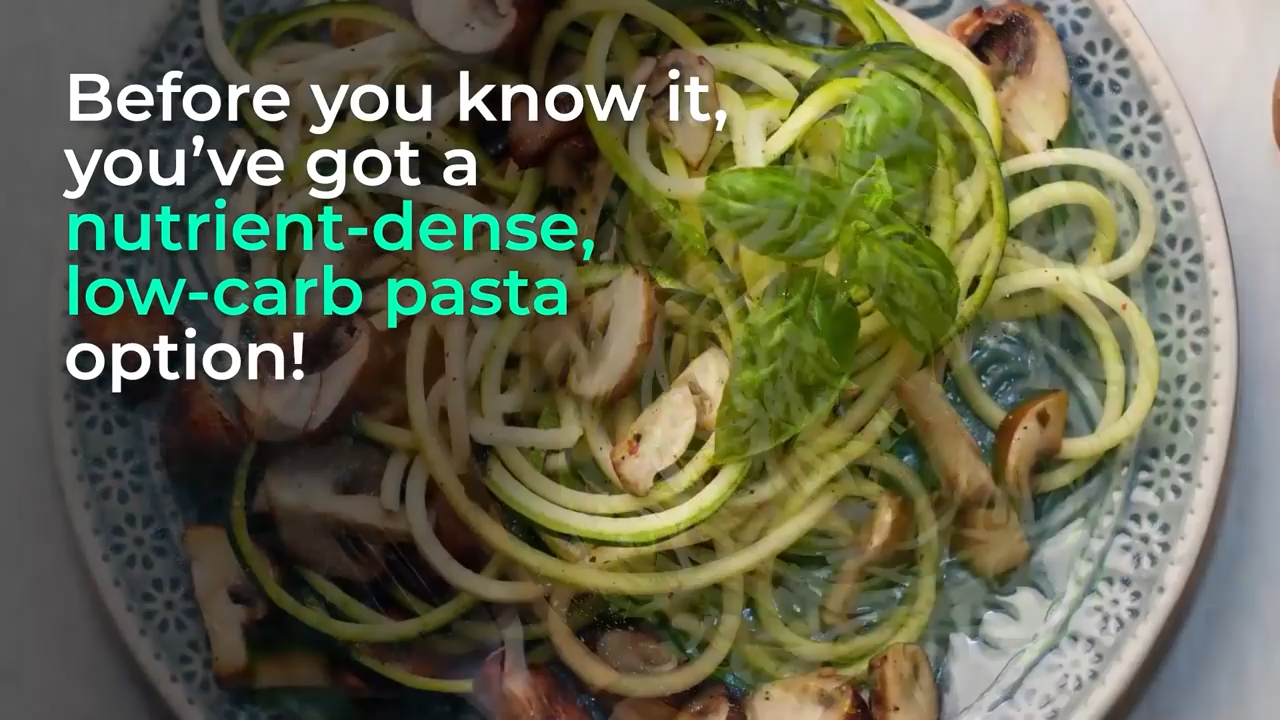 Before you know it,
you’ve got a
nutrient-dense,
low-carb pasta
option!